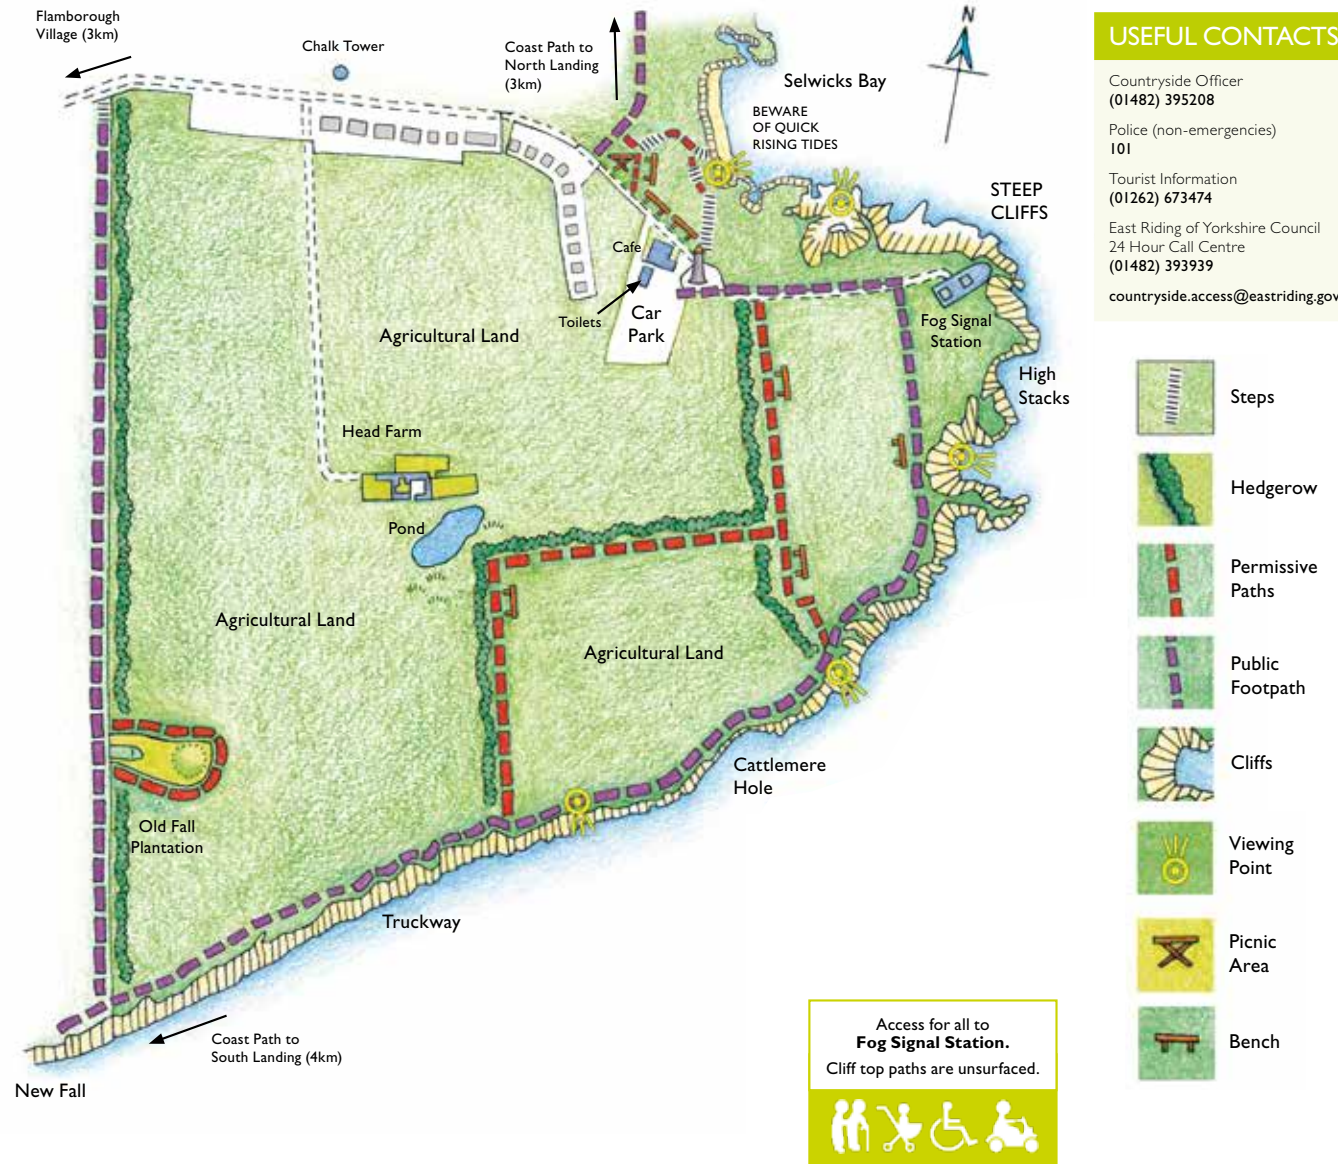 Flamborough
Village (3km)
Chalk Tower
Coast Path to
North Landing
(3km)
Selwicks Bay
BEWARE
OF QUICK
RISING TIDES
N
STEEP
CLIFFS
Cafe
Toilets
Car
Park
Agricultural Land
Fog Signal
Station
High
Stacks
Head Farm
Pond
Agricultural Land
Agricultural Land
Cattlemere
Hole
Old Fall
Plantation
Truckway
Coast Path to
South Landing (4km)
New Fall
USEFUL CONTACTS
Countryside Officer
(01482) 395208
Police (non-emergencies)
101
Tourist Information
(01262) 673474
East Riding of Yorkshire Council
24 Hour Call Centre
(01482) 393939
countryside.access@eastriding.gov
Steps
Hedgerow
Permissive
Paths
Public
Footpath
Cliffs
Viewing
Point
Picnic
Area
Bench
Access for all to
Fog Signal Station.
Cliff top paths are unsurfaced.